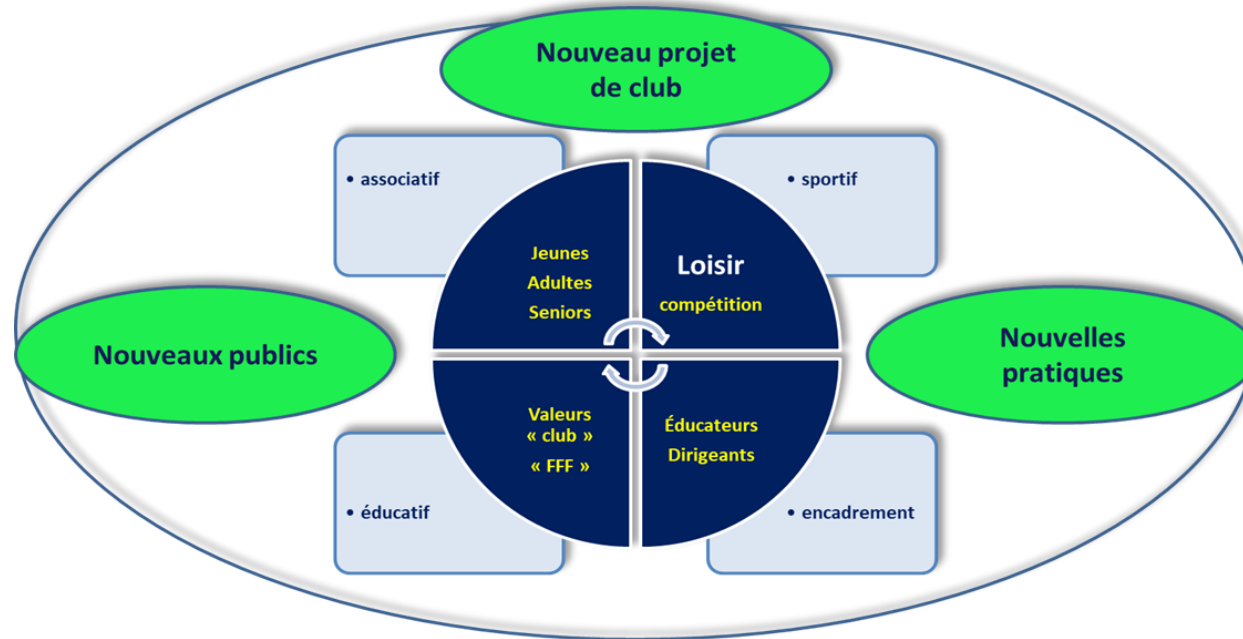 Nouveau projet
de club
• associatif
• sportif
Jeunes
Adultes
Seniors
Loisir
compétition
Nouveaux publics
Nouvelles
pratiques
Valeurs
« club »
« FFF »
Éducateurs
Dirigeants
• éducatif
• encadrement